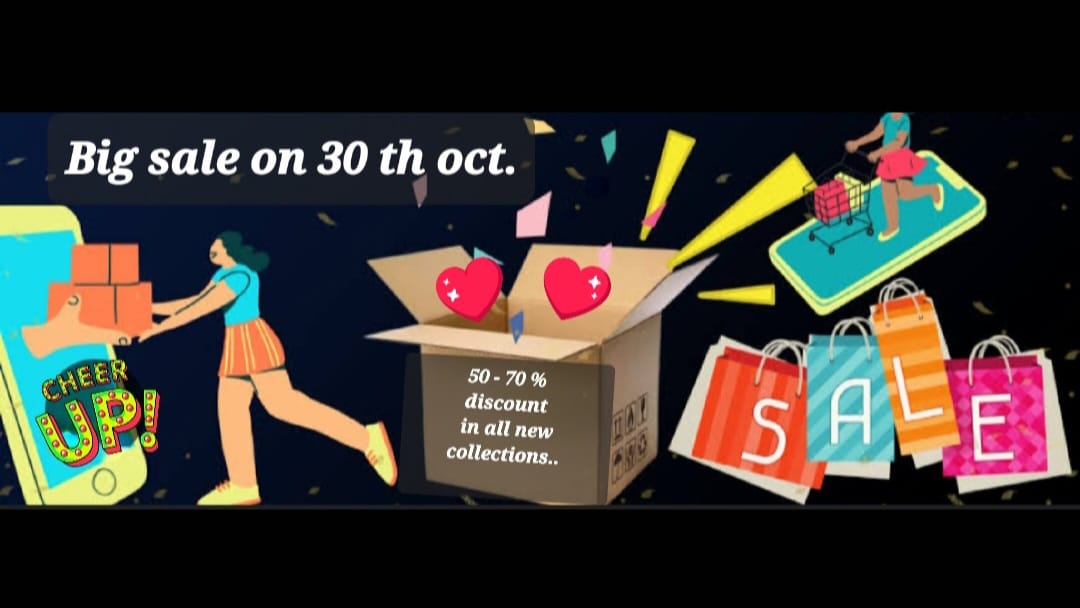 Big sale on 30 th oct.
CHEER
UP!
50 - 70 %
discount
in all new
collections..
SALE